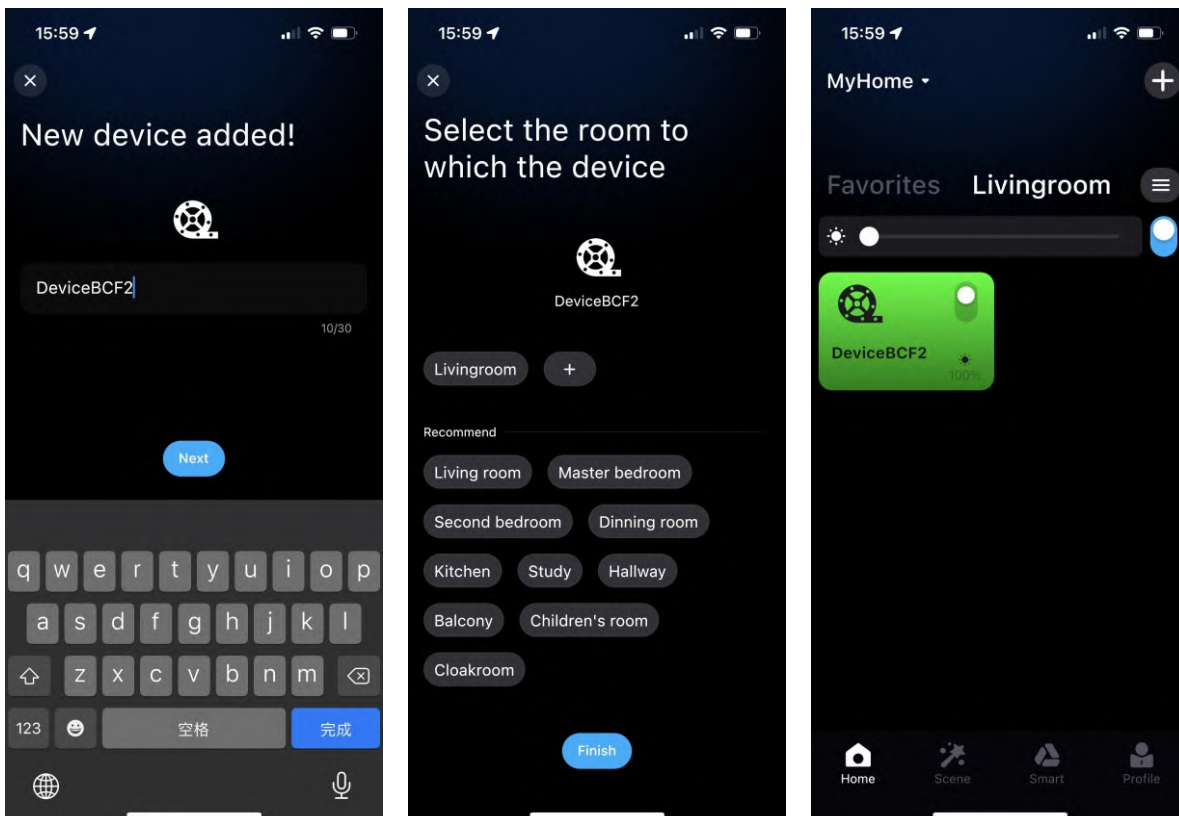 15:59
New device added!
DeviceBCF2
10/30
Next
q w e r t y u i o p
a s d f g h j k l
z x c v b n m
123 空格 完成
15:59
Select the room to
which the device
DeviceBCF2
Livingroom +
Recommend
Living room Master bedroom
Second bedroom Dinning room
Kitchen Study Hallway
Balcony Children's room
Cloakroom
Finish
15:59
MyHome
Favorites Livingroom
DeviceBCF2
100%
Home Scene Smart Profile